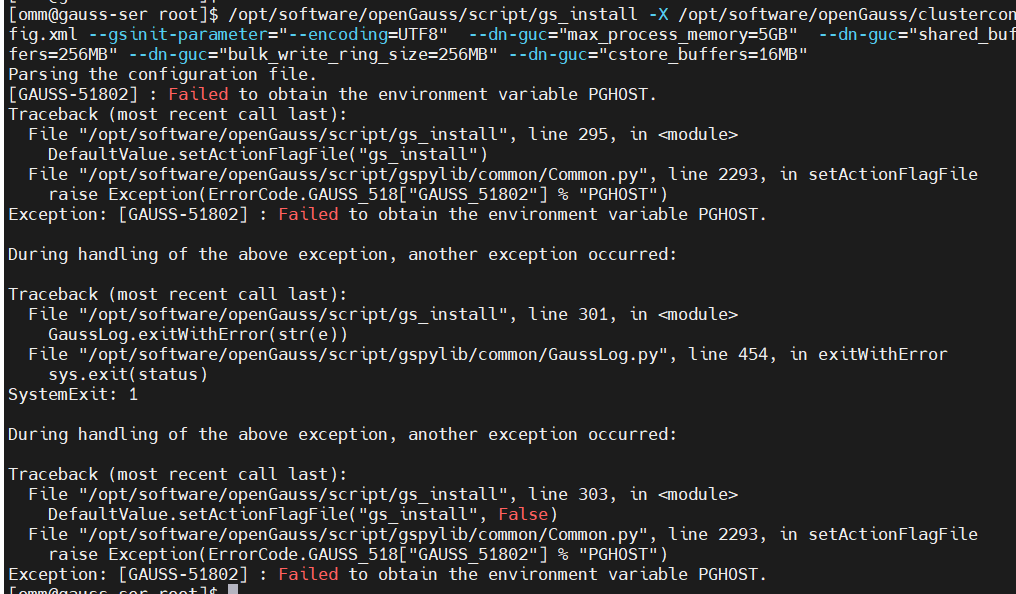 [omm@gauss-ser root]$ /opt/software/openGauss/script/gs_install -X /opt/software/openGauss/clustercon
fig.xml --gsinit-parameter="--encoding=UTF8"  --dn-guc="max_process_memory=5GB"  --dn-guc="shared_buf
fers=256MB" --dn-guc="bulk_write_ring_size=256MB" --dn-guc="cstore_buffers=16MB"
Parsing the configuration file.
[GAUSS-51802] : Failed to obtain the environment variable PGHOST.
Traceback (most recent call last):
  File "/opt/software/openGauss/script/gs_install", line 295, in <module>
    DefaultValue.setActionFlagFile("gs_install")
  File "/opt/software/openGauss/script/gspylib/common/Common.py", line 2293, in setActionFlagFile
    raise Exception(ErrorCode.GAUSS_518["GAUSS_51802"] % "PGHOST")
Exception: [GAUSS-51802] : Failed to obtain the environment variable PGHOST.

During handling of the above exception, another exception occurred:

Traceback (most recent call last):
  File "/opt/software/openGauss/script/gs_install", line 301, in <module>
    GaussLog.exitWithError(str(e))
  File "/opt/software/openGauss/script/gspylib/common/GaussLog.py", line 454, in exitWithError
    sys.exit(status)
SystemExit: 1

During handling of the above exception, another exception occurred:

Traceback (most recent call last):
  File "/opt/software/openGauss/script/gs_install", line 303, in <module>
    DefaultValue.setActionFlagFile("gs_install", False)
  File "/opt/software/openGauss/script/gspylib/common/Common.py", line 2293, in setActionFlagFile
    raise Exception(ErrorCode.GAUSS_518["GAUSS_51802"] % "PGHOST")
Exception: [GAUSS-51802] : Failed to obtain the environment variable PGHOST.
[omm@gauss-ser root]$